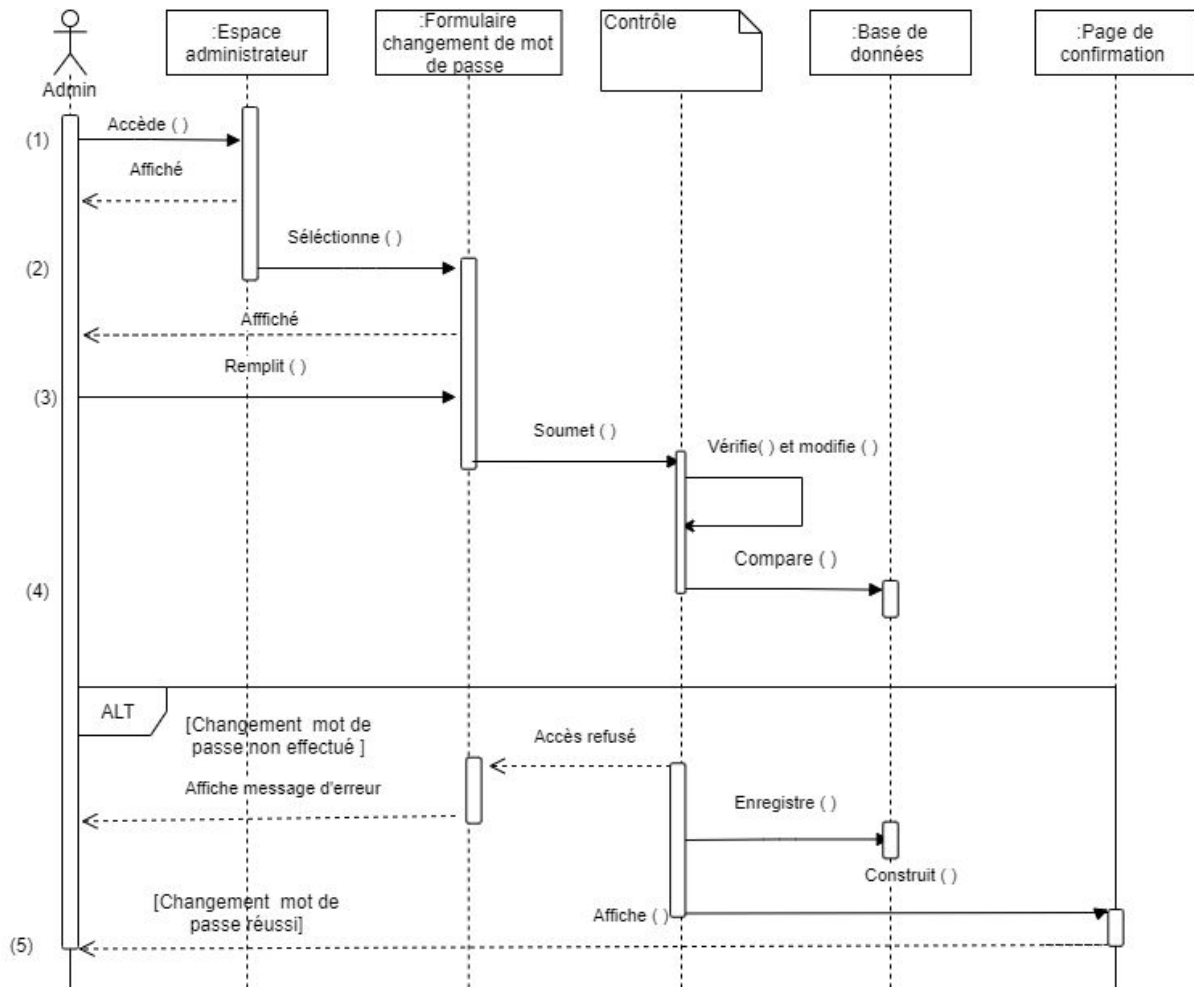 Admin
:Espace
administrateur
:Formulaire
changement de mot
de passe
Contrôle
:Base de
données
:Page de
confirmation
(1)
Accède ( )
Affiché
(2)
Séléctionne ( )
Afffiché
Remplit ( )
(3)
Soumet ( )
Vérifie( ) et modifie ( )
Compare ( )
(4)
ALT
[Changement mot de
passe non effectué ]
Accès refusé
Affiche message d'erreur
Enregistre ( )
Construit ( )
[Changement mot de
passe réussi]
Affiche ( )
(5)